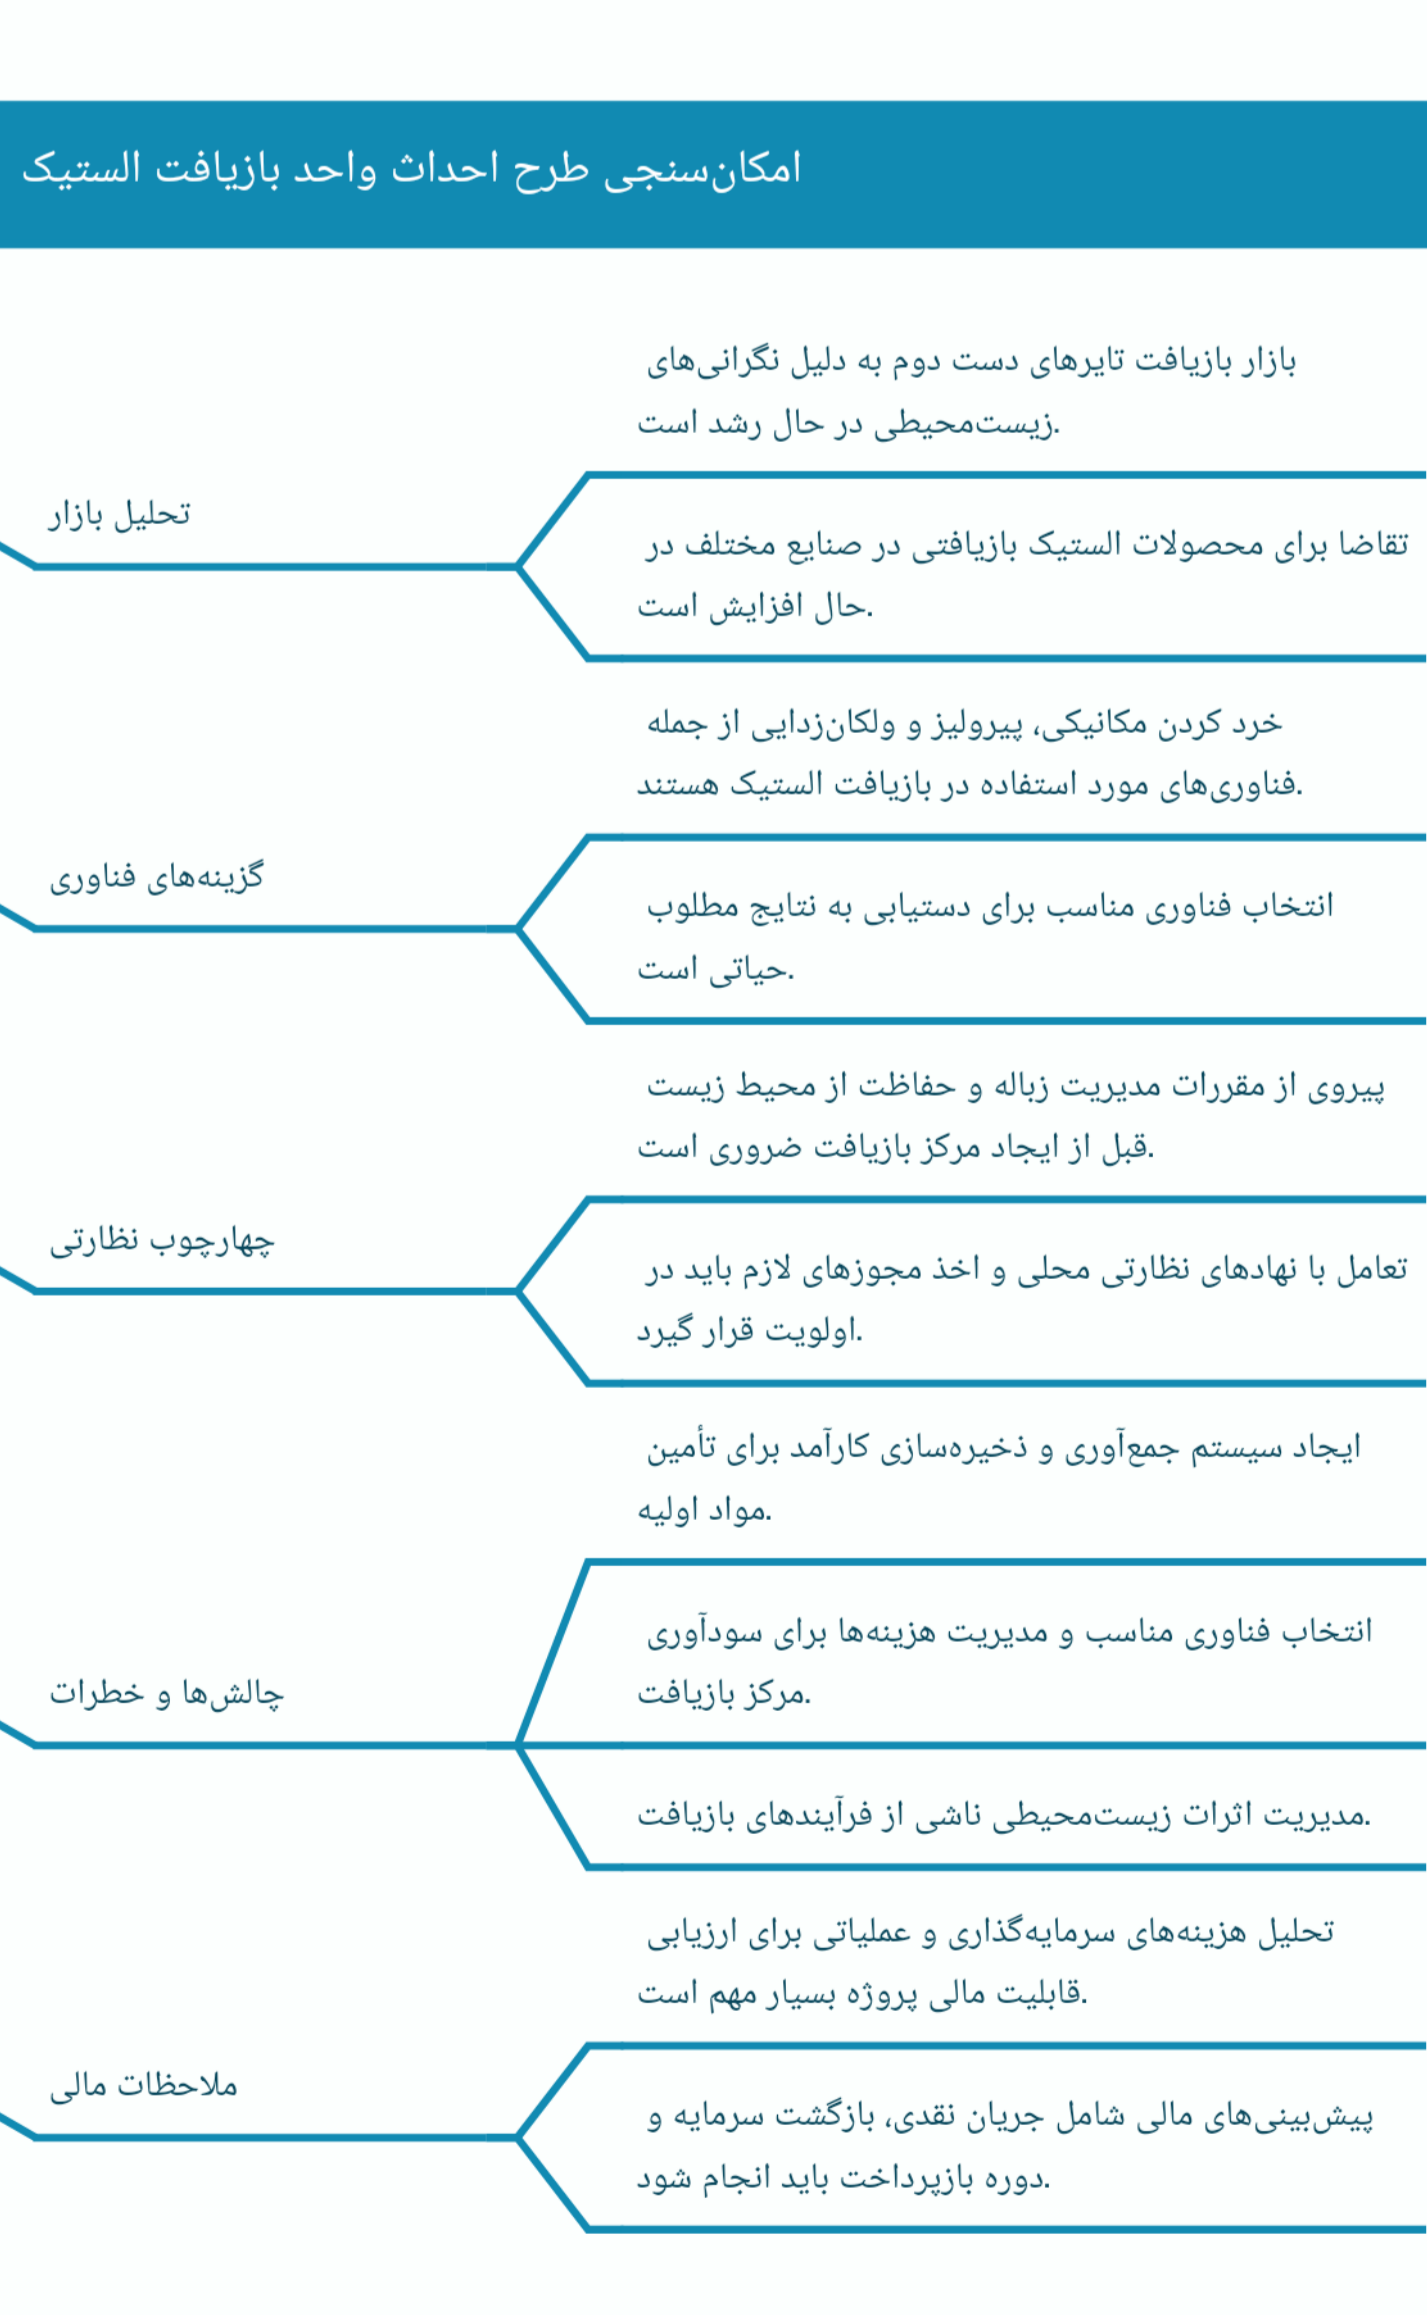 امکان‌سنجی طرح احداث واحد بازیافت الستیک
تحلیل بازار
بازار بازیافت تایرهای دست دوم به دلیل نگرانی‌های
زیست‌محیطی در حال رشد است.
تقاضا برای محصولات الستیک بازیافتی در صنایع مختلف در
حال افزایش است.
گزینه‌های فناوری
خرد کردن مکانیکی، پیرولیز و ولکان‌زدایی از جمله
فناوری‌های مورد استفاده در بازیافت الستیک هستند.
انتخاب فناوری مناسب برای دستیابی به نتایج مطلوب
حیاتی است.
چهارچوب نظارتی
پیروی از مقررات مدیریت زباله و حفاظت از محیط زیست
قبل از ایجاد مرکز بازیافت ضروری است.
تعامل با نهادهای نظارتی محلی و اخذ مجوزهای لازم باید در
اولویت قرار گیرد.
چالش‌ها و خطرات
ایجاد سیستم جمع‌آوری و ذخیره‌سازی کارآمد برای تأمین
مواد اولیه.
انتخاب فناوری مناسب و مدیریت هزینه‌ها برای سودآوری
مرکز بازیافت.
مدیریت اثرات زیست‌محیطی ناشی از فرآیندهای بازیافت.
ملاحظات مالی
تحلیل هزینه‌های سرمایه‌گذاری و عملیاتی برای ارزیابی
قابلیت مالی پروژه بسیار مهم است.
پیش‌بینی‌های مالی شامل جریان نقدی، بازگشت سرمایه و
دوره بازپرداخت باید انجام شود.